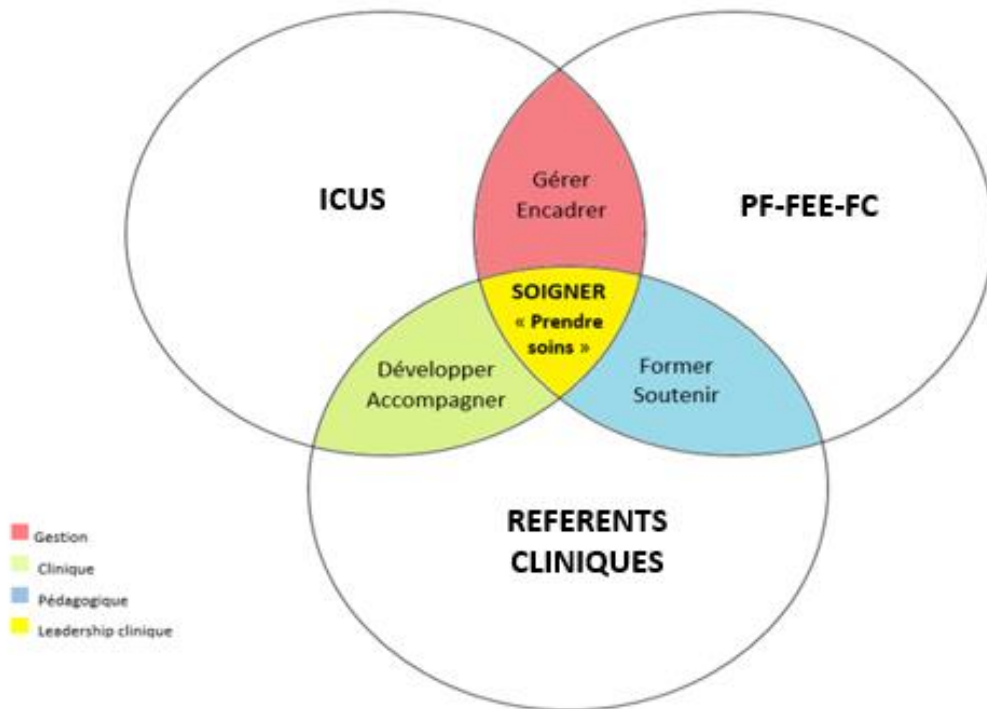 ICUS
PF-FEE-FC
Gérer
Encadrer
SOIGNER
« Prendre
soins »
Développer
Accompagner
Former
Soutenir
REFERENTS
CLINIQUES
Gestion
Clinique
Pédagogique
Leadership clinique